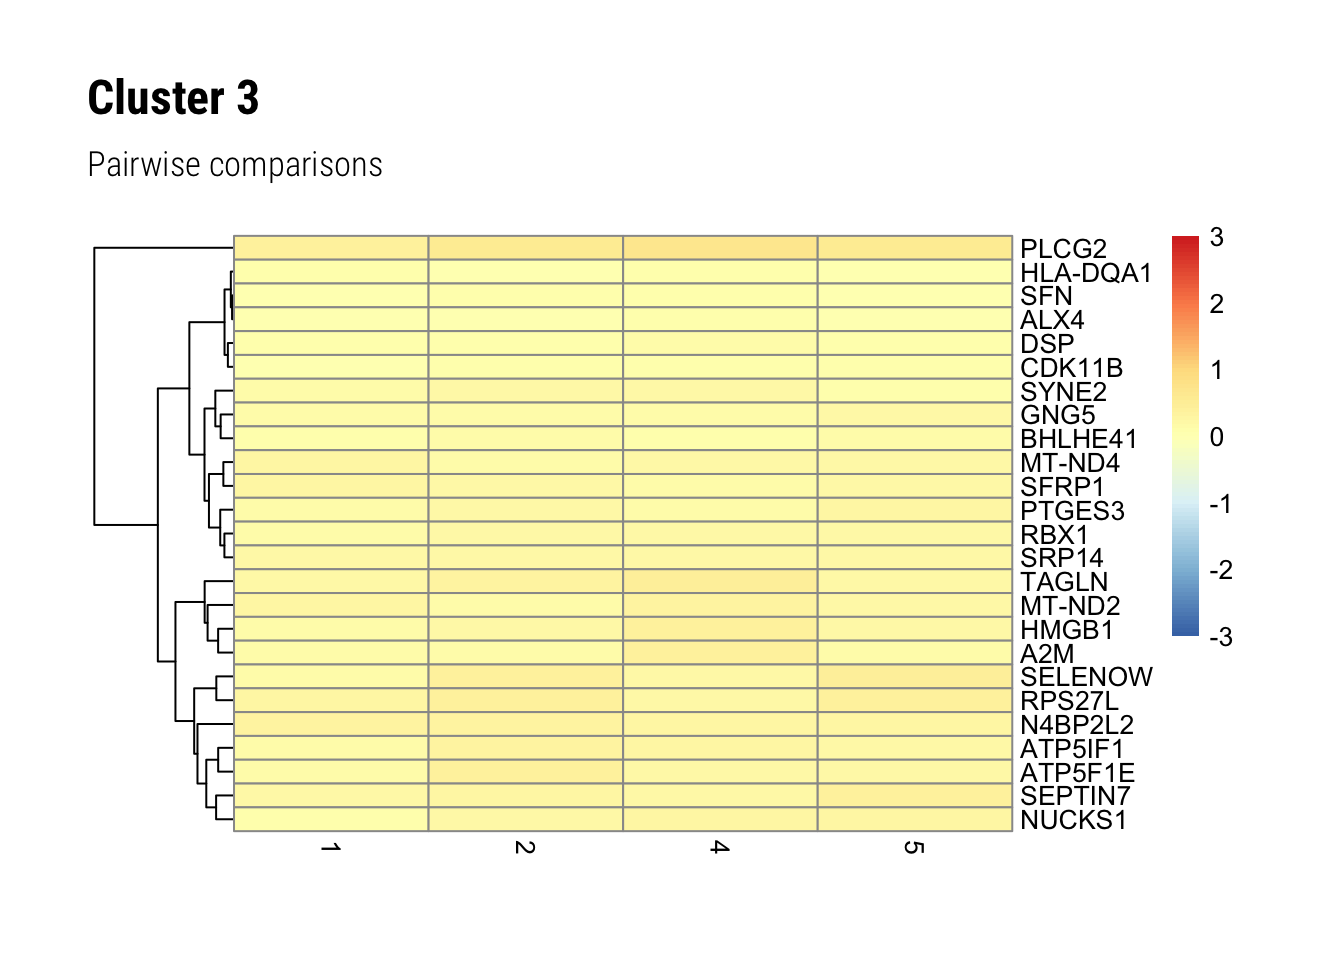 Cluster 3
Pairwise comparisons
PLCG2
HLA-DQA1
SFN
ALX4
DSP
CDK11B
SYNE2
GNG5
BHLHE41
MT-ND4
SFRP1
PTGES3
RBX1
SRP14
TAGLN
MT-ND2
HMGB1
A2M
SELENOW
RPS27L
N4BP2L2
ATP5IF1
ATP5F1E
SEPTIN7
NUCKS1
3
2
1
0
-1
-2
-3
1 2 4 5